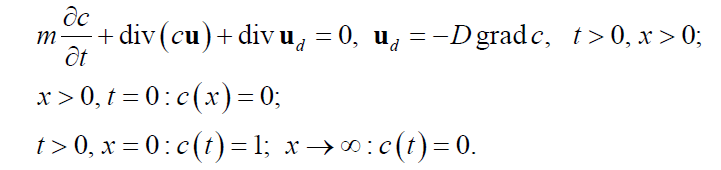 m ∂c/∂t + div(cu) + div u_d = 0, u_d = −D grad c, t > 0, x > 0;
x > 0, t = 0 : c(x) = 0;
t > 0, x = 0 : c(t) = 1; x → ∞ : c(t) = 0.